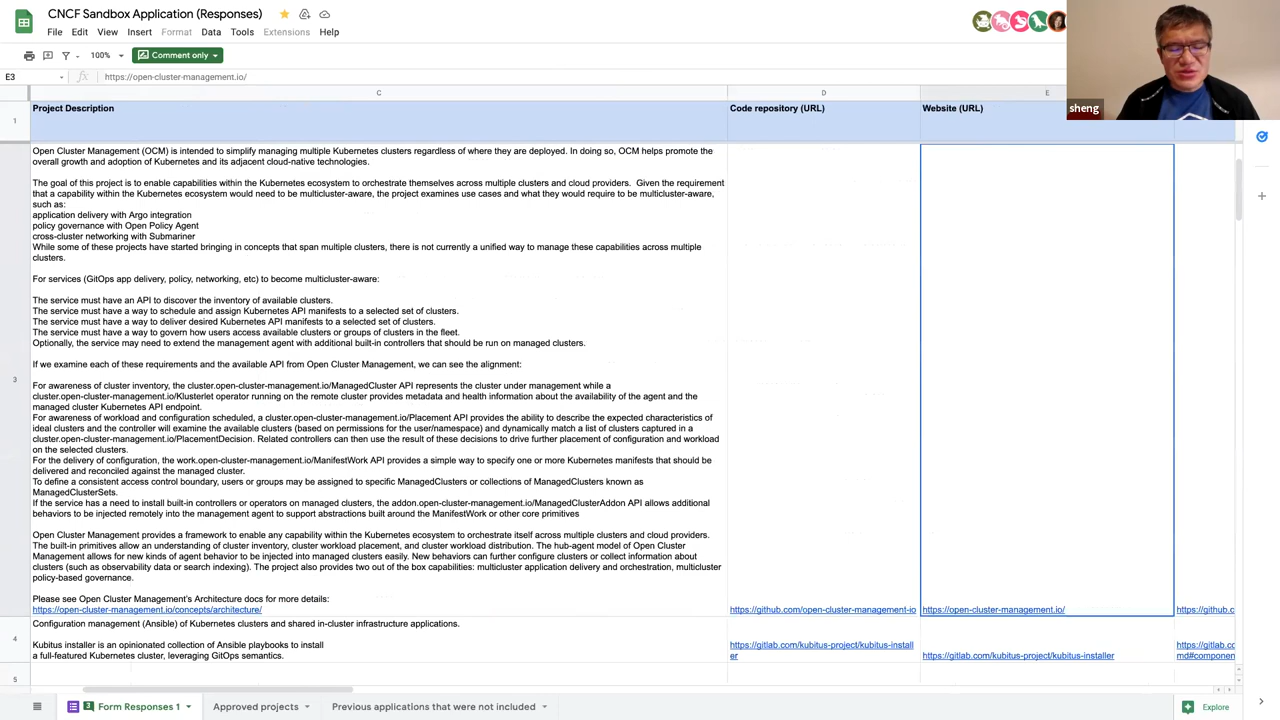 CNCF Sandbox Application (Responses)
File Edit View Insert Format Data Tools Extensions Help
100% Comment only
E3 fx https://open-cluster-management.io/
C D E
sheng
1 Project Description Code repository (URL) Website (URL)
Open Cluster Management (OCM) is intended to simplify managing multiple Kubernetes clusters regardless of where they are deployed. In doing so, OCM helps promote the
overall growth and adoption of Kubernetes and its adjacent cloud-native technologies.
The goal of this project is to enable capabilities within the Kubernetes ecosystem to orchestrate themselves across multiple clusters and cloud providers. Given the requirement
that a capability within the Kubernetes ecosystem would need to be multicluster-aware, the project examines use cases and what they would require to be multicluster-aware,
such as:
application delivery with Argo integration
policy governance with Open Policy Agent
cross-cluster networking with Submariner
While some of these projects have started bringing in concepts that span multiple clusters, there is not currently a unified way to manage these capabilities across multiple
clusters.
For services (GitOps app delivery, policy, networking, etc) to become multicluster-aware:
The service must have an API to discover the inventory of available clusters.
The service must have a way to schedule and assign Kubernetes API manifests to a selected set of clusters.
The service must have a way to deliver desired Kubernetes API manifests to a selected set of clusters.
The service must have a way to govern how users access available clusters or groups of clusters in the fleet.
Optionally, the service may need to extend the management agent with additional built-in controllers that should be run on managed clusters.
If we examine each of these requirements and the available API from Open Cluster Management, we can see the alignment:
3
For awareness of cluster inventory, the cluster.open-cluster-management.io/ManagedCluster API represents the cluster under management while a
cluster.open-cluster-management.io/Klusterlet operator running on the remote cluster provides metadata and health information about the availability of the agent and the
managed cluster Kubernetes API endpoint.
For awareness of workload and configuration scheduled, a cluster.open-cluster-management.io/Placement API provides the ability to describe the expected characteristics of
ideal clusters and the controller will examine the available clusters (based on permissions for the user/namespace) and dynamically match a list of clusters captured in a
cluster.open-cluster-management.io/PlacementDecision. Related controllers can then use the result of these decisions to drive further placement of configuration and workload
on the selected clusters.
For the delivery of configuration, the work.open-cluster-management.io/ManifestWork API provides a simple way to specify one or more Kubernetes manifests that should be
delivered and reconciled against the managed cluster.
To define a consistent access control boundary, users or groups may be assigned to specific ManagedClusters or collections of ManagedClusters known as
ManagedClusterSets.
If the service has a need to install built-in controllers or operators on managed clusters, the addon.open-cluster-management.io/ManagedClusterAddon API allows additional
behaviors to be injected remotely into the management agent to support abstractions built around the ManifestWork or other core primitives
Open Cluster Management provides a framework to enable any capability within the Kubernetes ecosystem to orchestrate itself across multiple clusters and cloud providers.
The built-in primitives allow an understanding of cluster inventory, cluster workload placement, and cluster workload distribution. The hub-agent model of Open Cluster
Management allows for new kinds of agent behavior to be injected into managed clusters easily. New behaviors can further configure clusters or collect information about
clusters (such as observability data or search indexing). The project also provides two out of the box capabilities: multicluster application delivery and orchestration, multicluster
policy-based governance.
Please see Open Cluster Management's Architecture docs for more details:
https://open-cluster-management.io/concepts/architecture/ https://github.com/open-cluster-management-io https://open-cluster-management.io/ https://github.c
Configuration management (Ansible) of Kubernetes clusters and shared in-cluster infrastructure applications.
4
Kubitus installer is an opinionated collection of Ansible playbooks to install https://gitlab.com/kubitus-project/kubitus-install https://gitlab.co
a full-featured Kubernetes cluster, leveraging GitOps semantics. er https://gitlab.com/kubitus-project/kubitus-installer md#componen
5
3 Form Responses 1 Approved projects Previous applications that were not included Explore